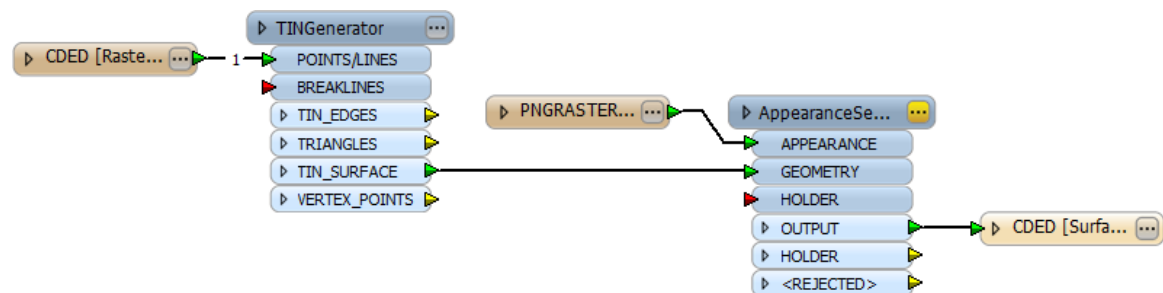 TINGenerator
CDED [Raste...
1
POINTS/LINES
BREAKLINES
TIN_EDGES
TRIANGLES
TIN_SURFACE
VERTEX_POINTS
PNGRASTER...
AppearanceSe...
APPEARANCE
GEOMETRY
HOLDER
OUTPUT
HOLDER
<REJECTED>
CDED [Surfa...